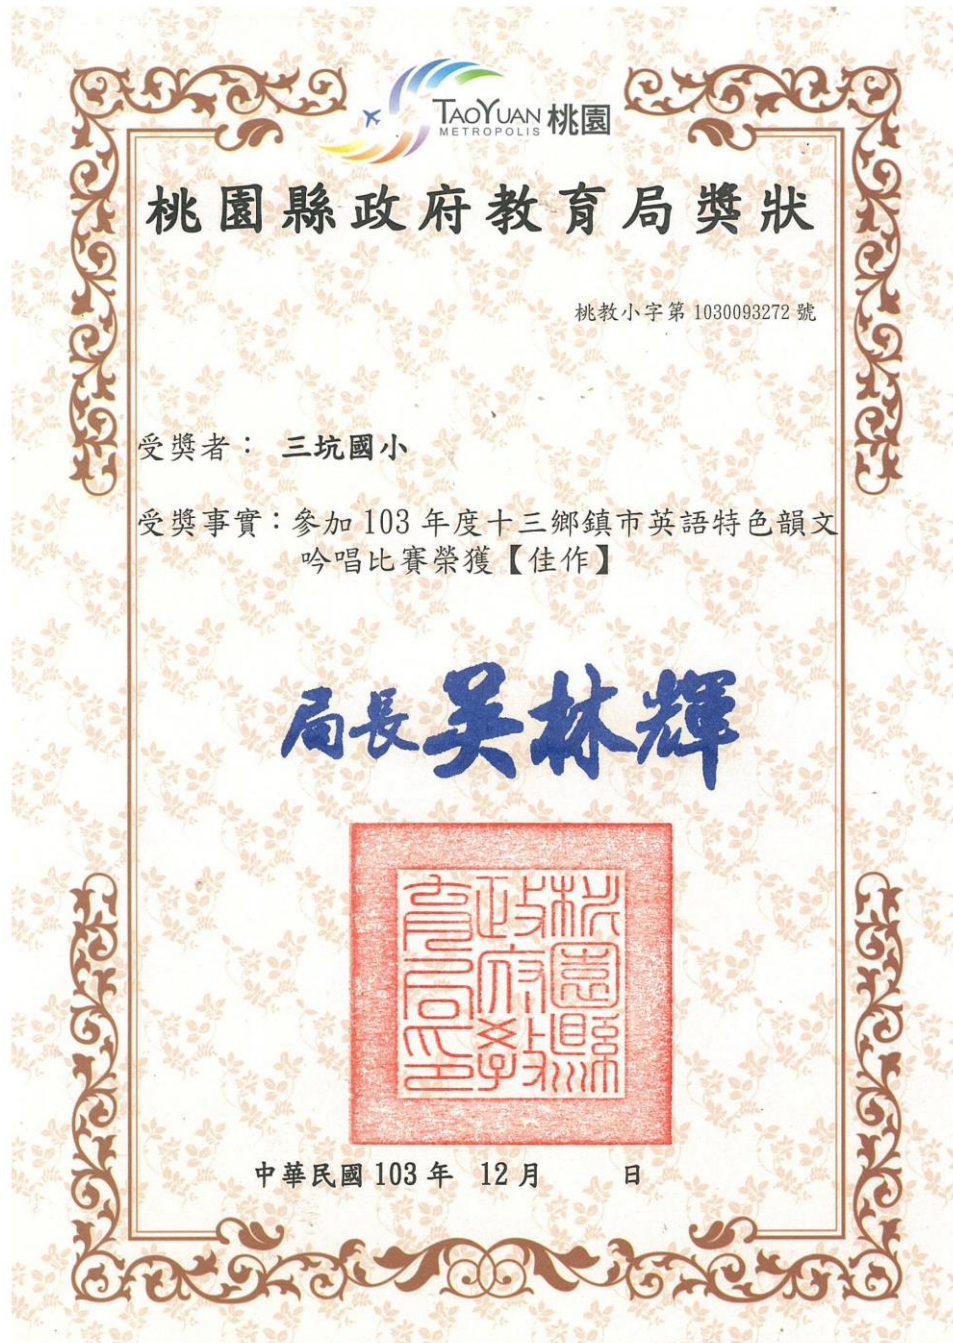 TAOYUAN 桃園
METROPOLIS
桃園縣政府教育局獎狀
桃教小字第 1030093272 號
受獎者： 三坑國小
受獎事實：參加 103 年度十三鄉鎮市英語特色韻文
吟唱比賽榮獲【佳作】
局長吳林輝
桃園縣
政府教
育局印
中華民國 103 年 12 月 日